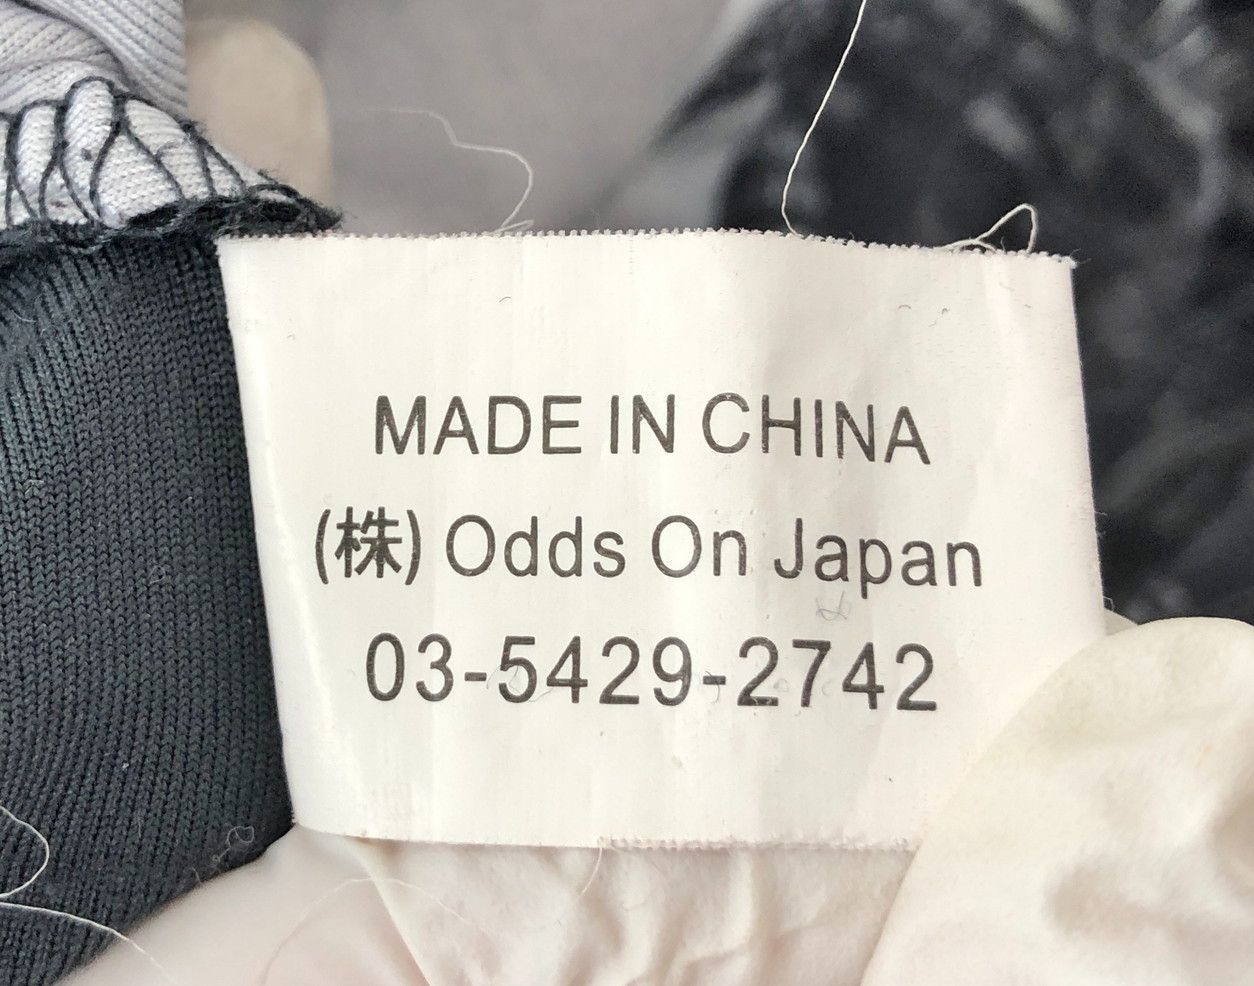 MADE IN CHINA
(株) Odds On Japan
03-5429-2742